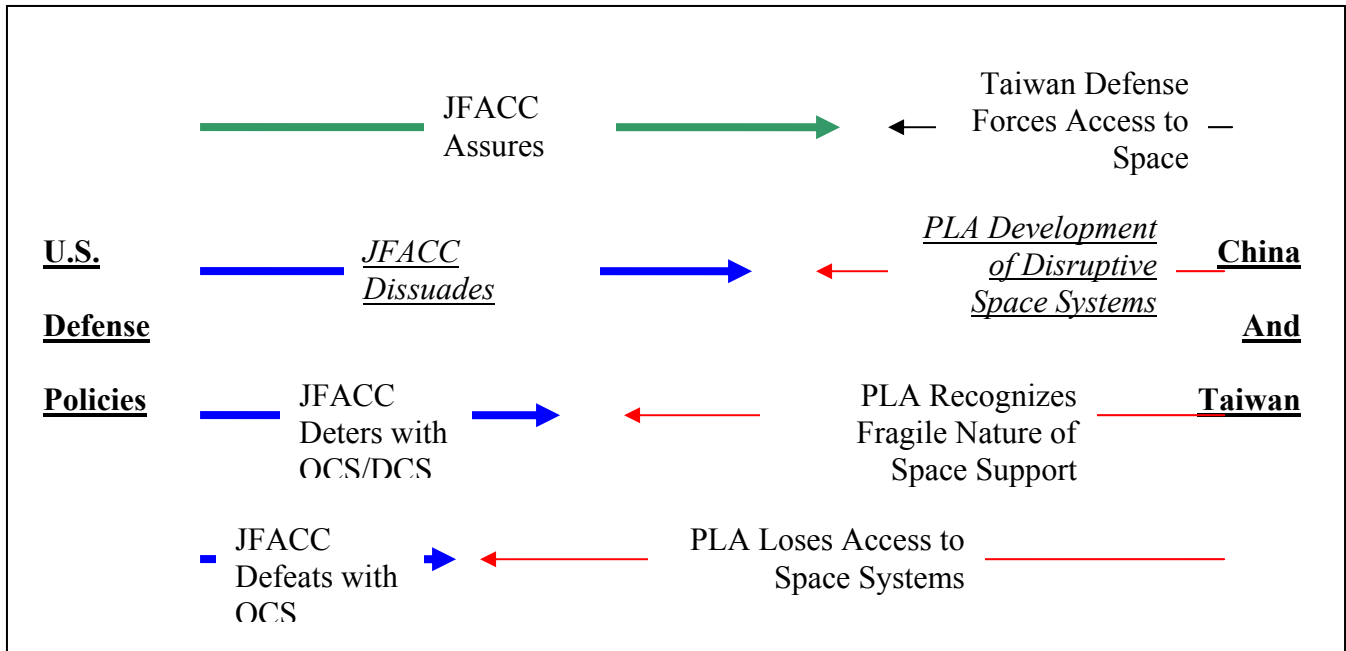 JFACC
Assures
Taiwan Defense
Forces Access to
Space
U.S.
Defense
Policies
JFACC
Dissuades
PLA Development
of Disruptive
Space Systems
China
And
Taiwan
JFACC
Deters with
OCS/DCS
PLA Recognizes
Fragile Nature of
Space Support
JFACC
Defeats with
OCS
PLA Loses Access to
Space Systems